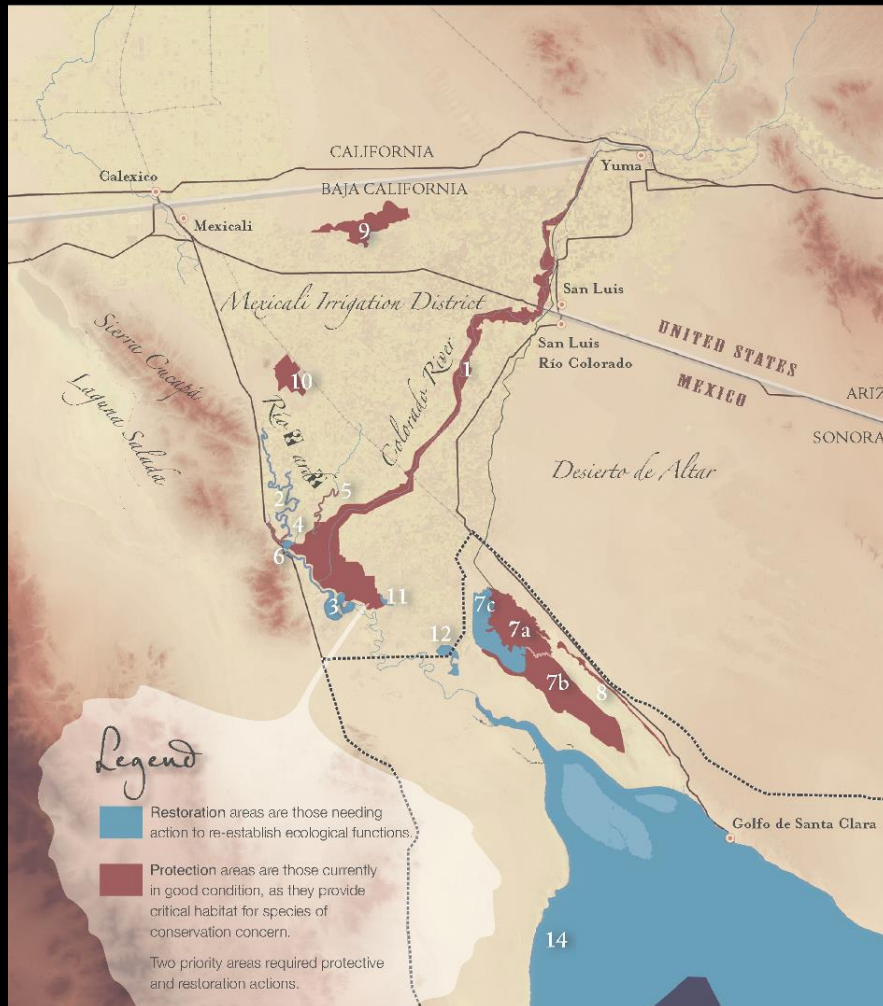 CALIFORNIA
Yuma
Calexico
BAJA CALIFORNIA
Mexicali
9
Mexicali Irrigation District
San Luis
San Luis
Río Colorado
UNITED STATES
MEXICO
ARIZ
SONORA
Sierra Cucapá
Laguna Salada
10
Río
Colorado River
1
Desierto de Altar
2
5
4
6
3
11
7c
7a
12
7b
8
Legend
Restoration areas are those needing
action to re-establish ecological functions.
Protection areas are those currently
in good condition, as they provide
critical habitat for species of
conservation concern.
Two priority areas required protective
and restoration actions.
Golfo de Santa Clara
14